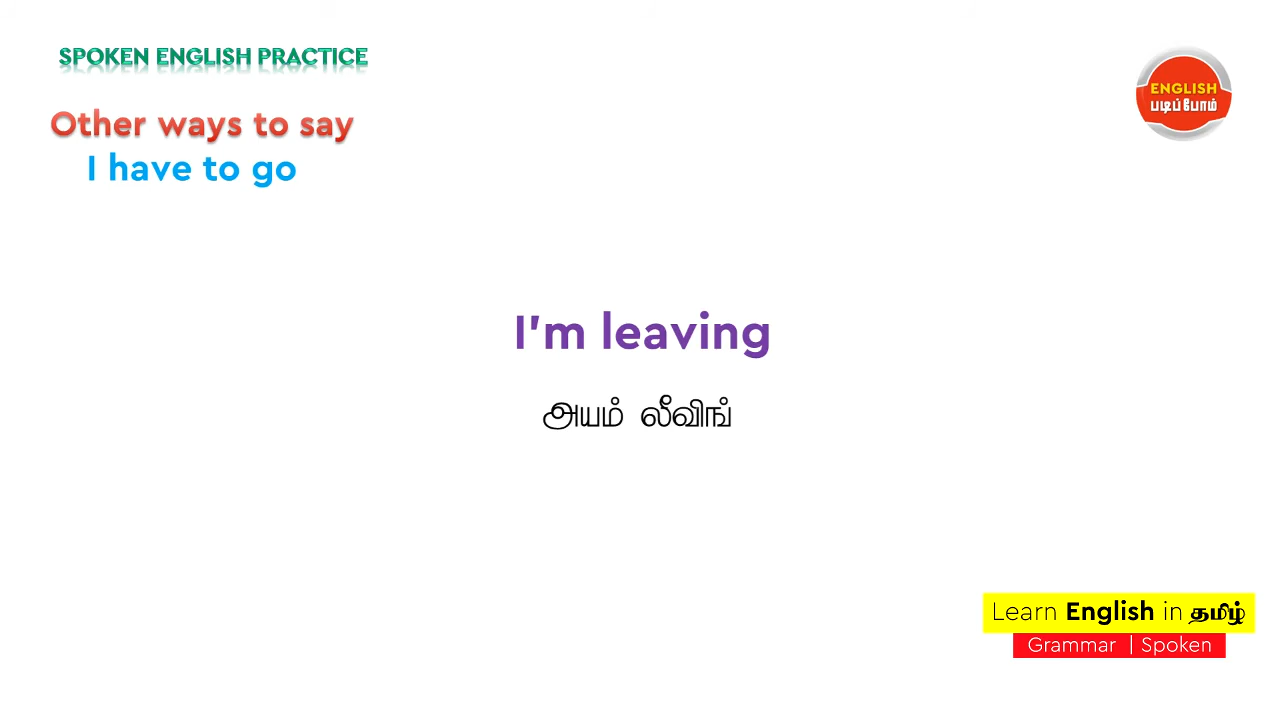 SPOKEN ENGLISH PRACTICE
ENGLISH
படிப்போம்
Other ways to say
I have to go
I'm leaving
அயம் லீவிங்
Learn English in தமிழ்
Grammar | Spoken